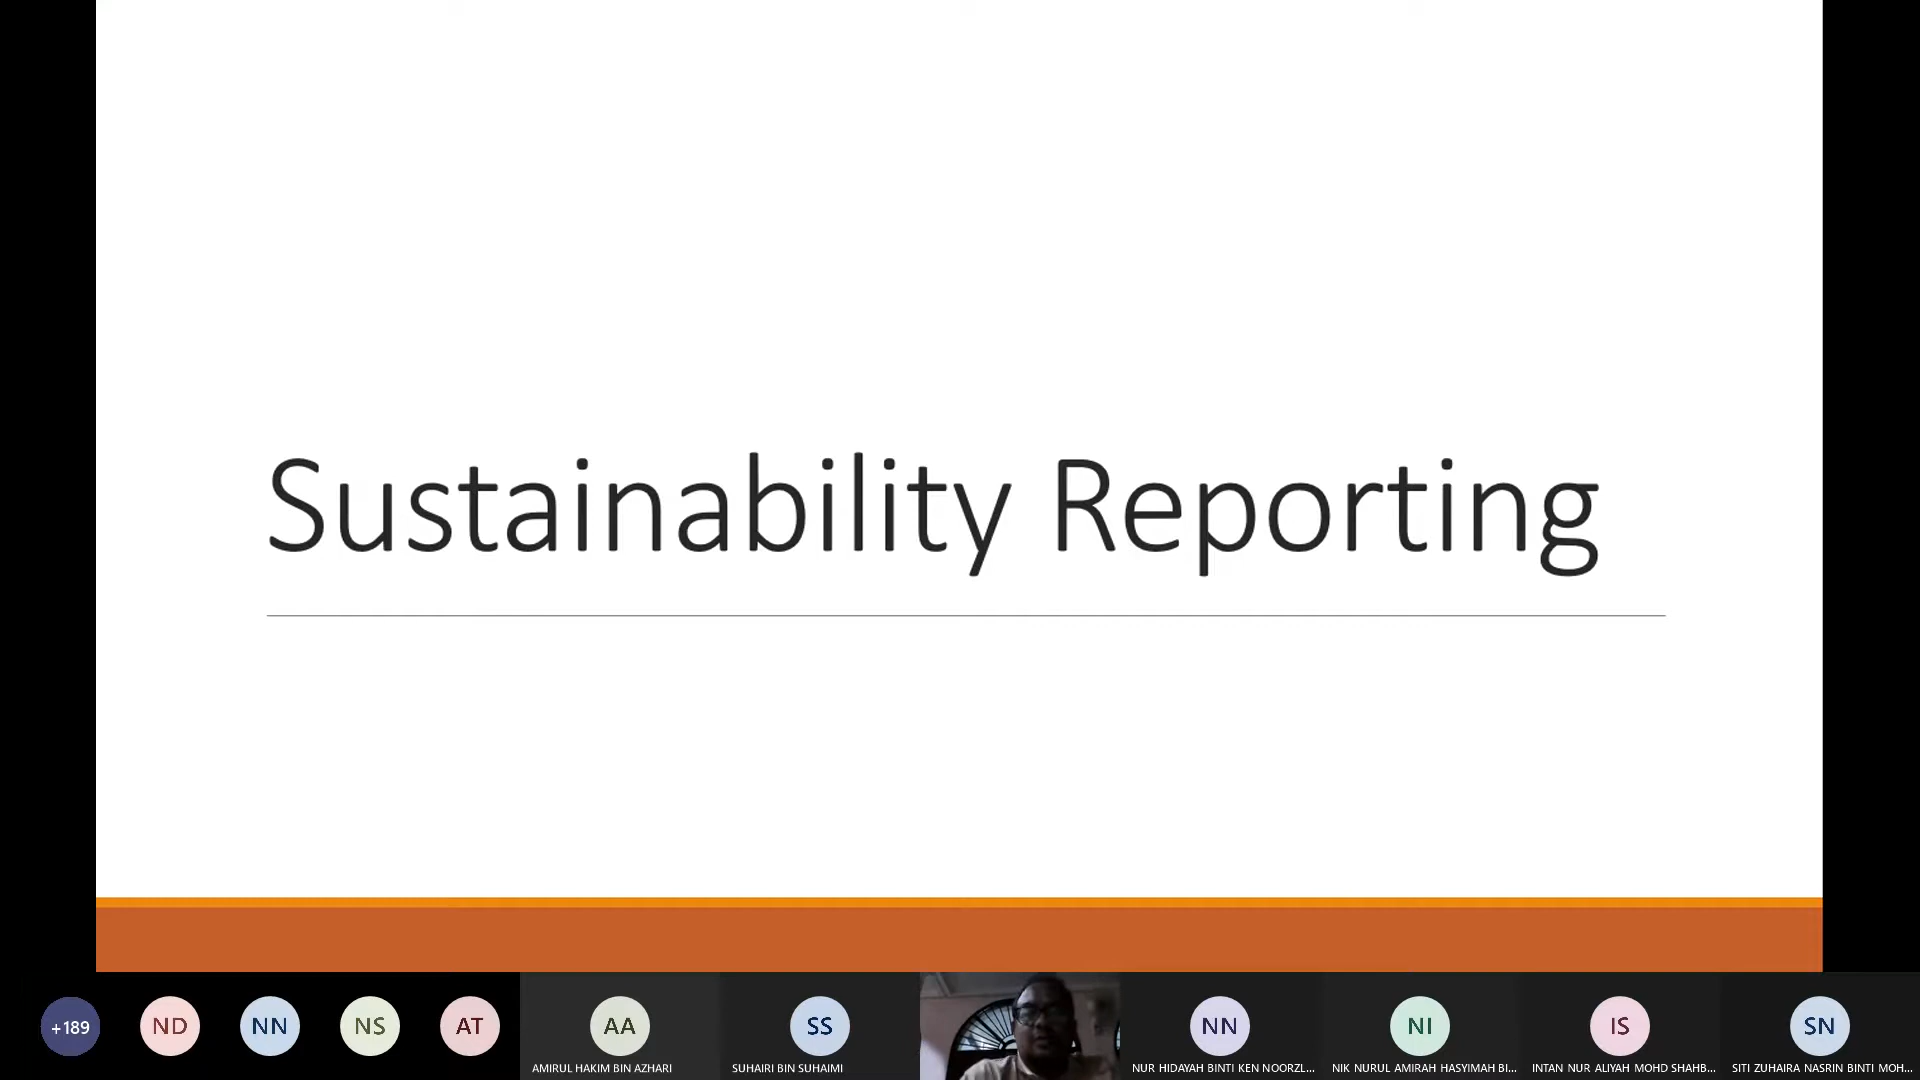 Sustainability Reporting
+189
ND
NN
NS
AT
AA
SS
NN
NI
IS
SN
AMIRUL HAKIM BIN AZHARI
SUHAIRI BIN SUHAIMI
NUR HIDAYAH BINTI KEN NOORZL...
NIK NURUL AMIRAH HASYIMAH BI...
INTAN NUR ALIYAH MOHD SHAHB...
SITI ZUHAIRA NASRIN BINTI MOH...